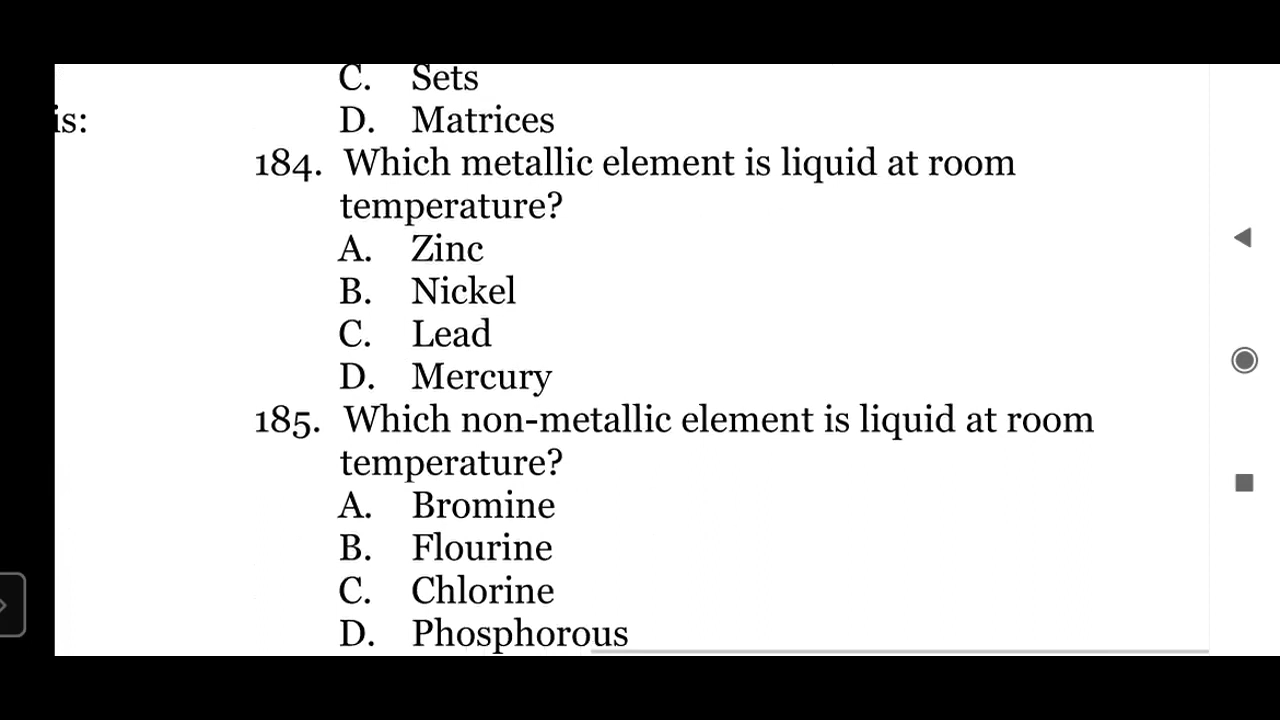 C. Sets
is:
D. Matrices
184. Which metallic element is liquid at room
temperature?
A. Zinc
B. Nickel
C. Lead
D. Mercury
185. Which non-metallic element is liquid at room
temperature?
A. Bromine
B. Flourine
C. Chlorine
D. Phosphorous